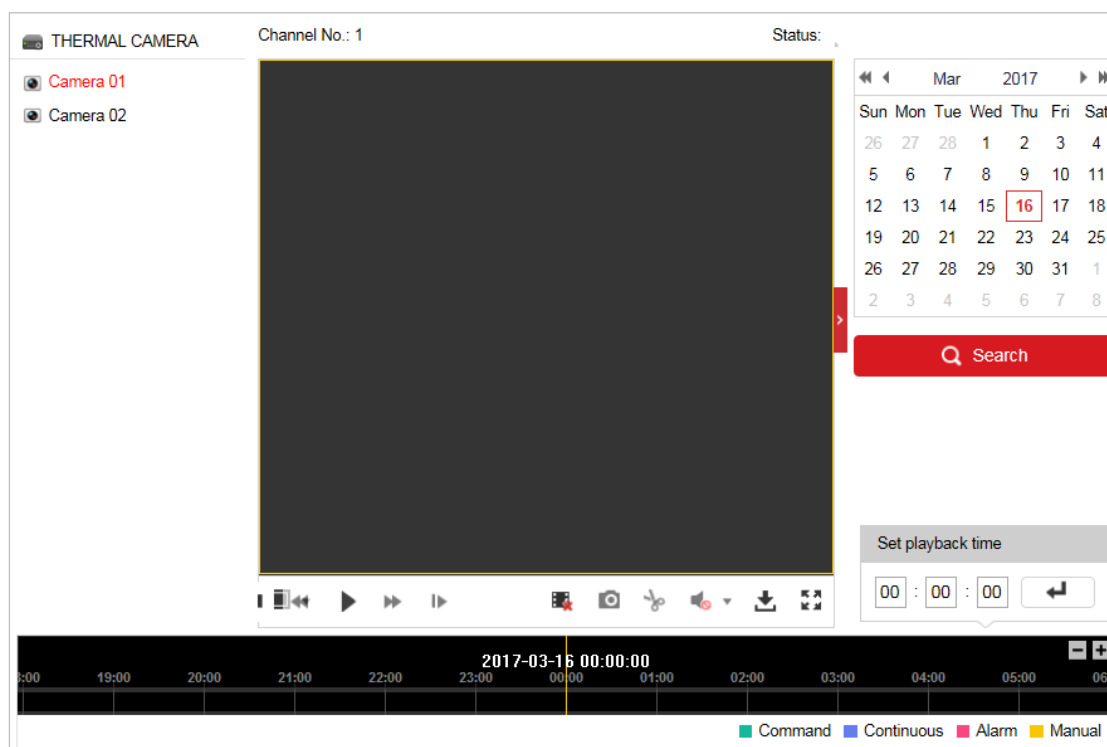 THERMAL CAMERA
Camera 01
Camera 02
Channel No.: 1 Status:
Mar 2017
Sun Mon Tue Wed Thu Fri Sat
26 27 28 1 2 3 4
5 6 7 8 9 10 11
12 13 14 15 16 17 18
19 20 21 22 23 24 25
26 27 28 29 30 31 1
2 3 4 5 6 7 8
Search
Set playback time
00 : 00 : 00
2017-03-16 00:00:00
:00 19:00 20:00 21:00 22:00 23:00 00:00 01:00 02:00 03:00 04:00 05:00 06
Command Continuous Alarm Manual